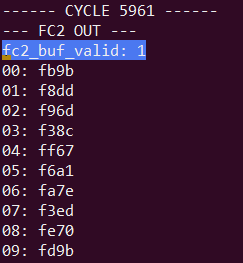 ------ CYCLE 5961 ------
--- FC2 OUT ---
fc2_buf_valid: 1
00: fb9b
01: f8dd
02: f96d
03: f38c
04: ff67
05: f6a1
06: fa7e
07: f3ed
08: fe70
09: fd9b